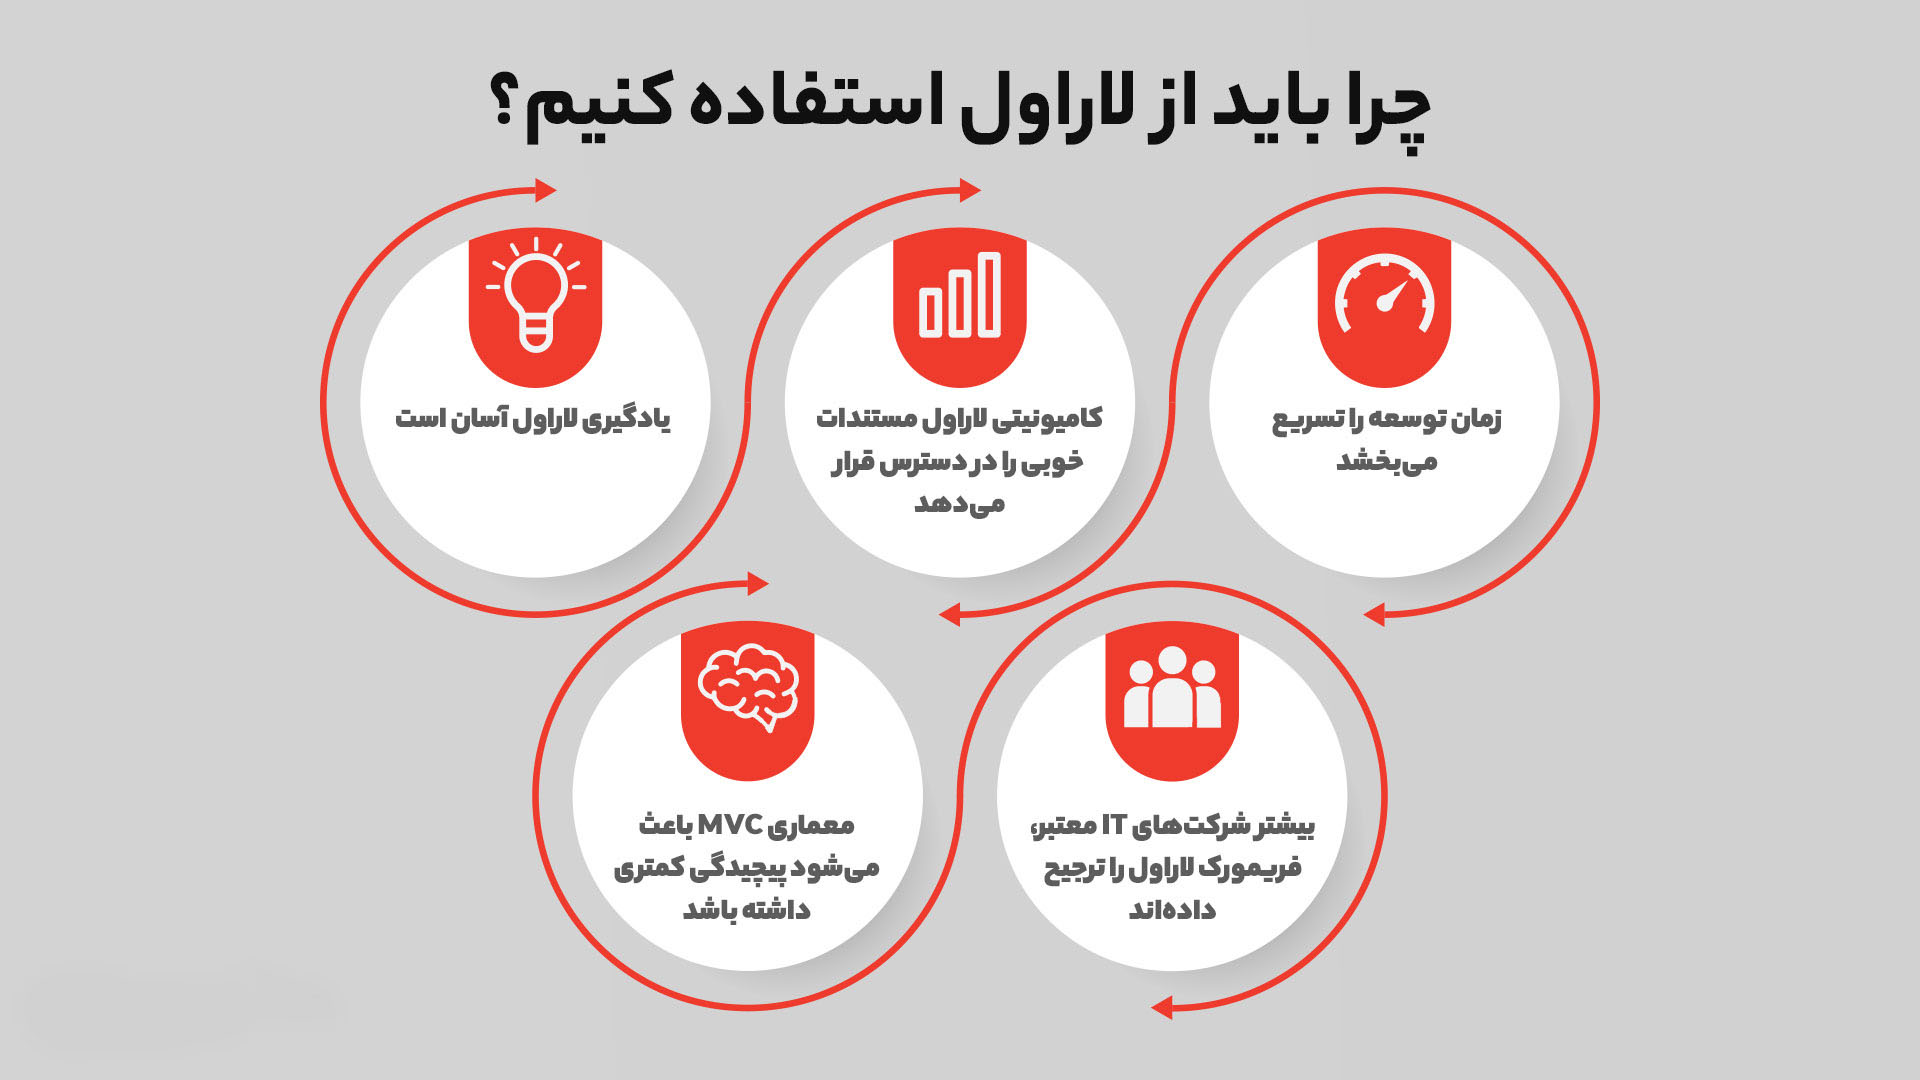 چرا باید از لاراول استفاده کنیم؟
زمان توسعه را تسریع
می‌بخشد
کامیونیتی لاراول مستندات
خوبی را در دسترس قرار
می‌دهد
یادگیری لاراول آسان است
بیشتر شرکت‌های IT معتبر،
فریمورک لاراول را ترجیح
داده‌اند
معماری MVC باعث
می‌شود پیچیدگی کمتری
داشته باشد